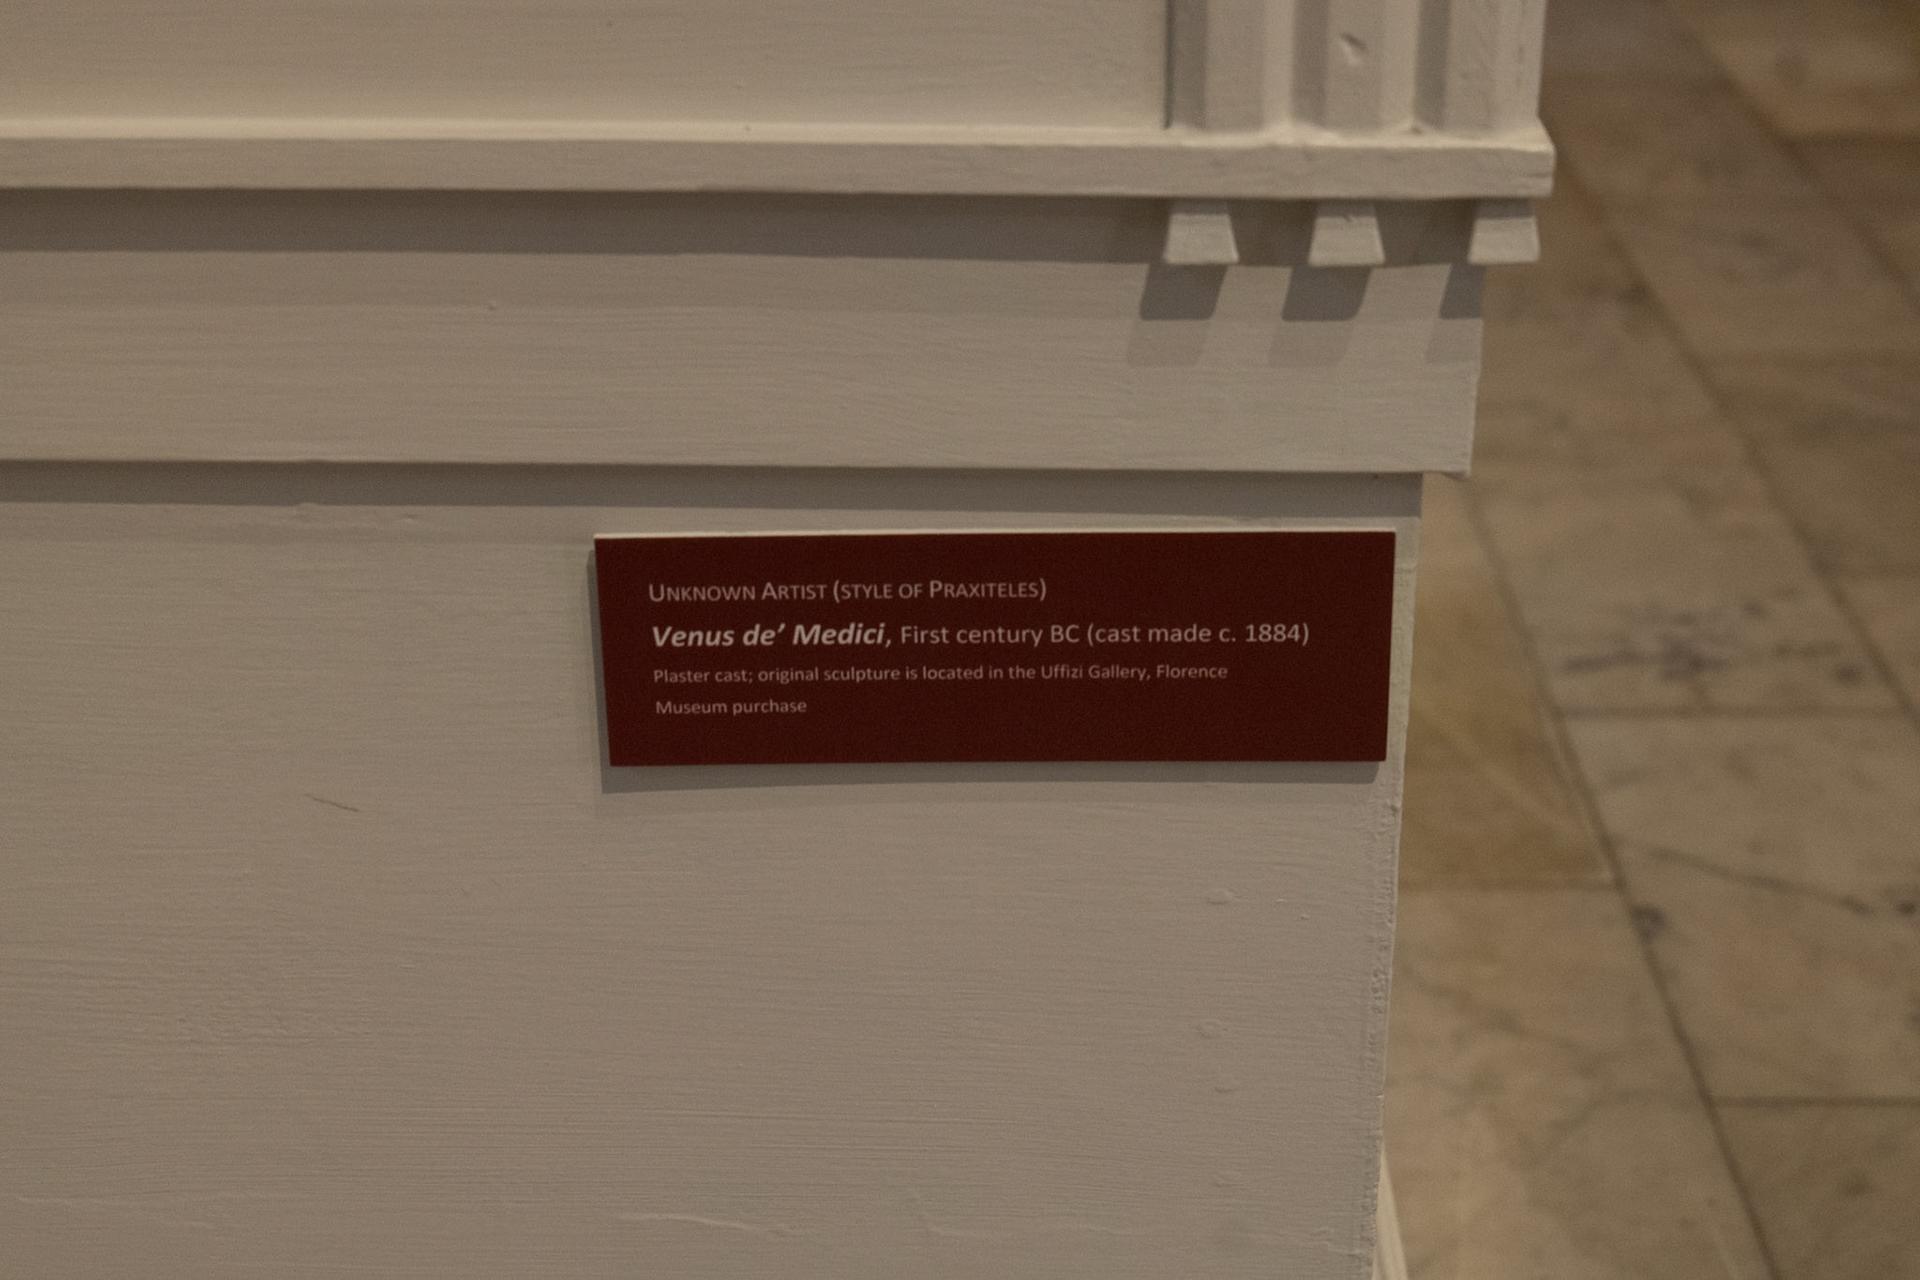 UNKNOWN ARTIST (STYLE OF PRAXITELES)
Venus de’ Medici, First century BC (cast made c. 1884)
Plaster cast; original sculpture is located in the Uffizi Gallery, Florence
Museum purchase